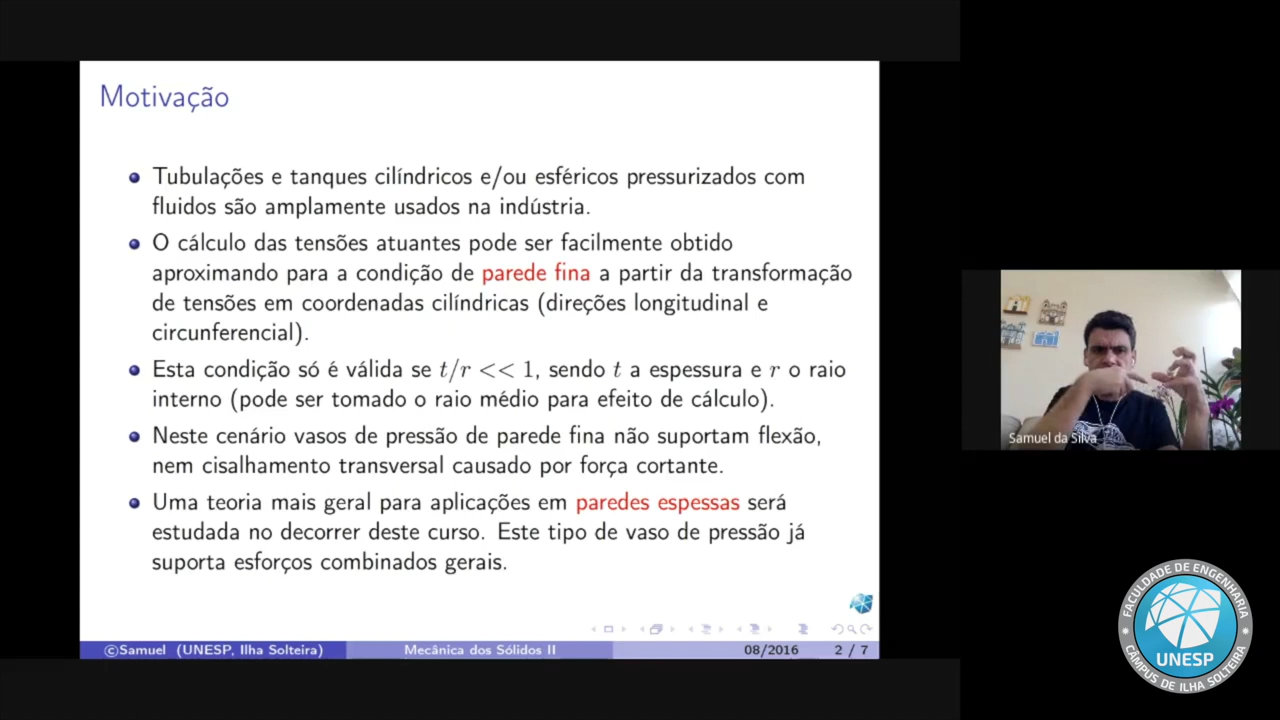 Motivação
Tubulações e tanques cilíndricos e/ou esféricos pressurizados com
fluidos são amplamente usados na indústria.
O cálculo das tensões atuantes pode ser facilmente obtido
aproximando para a condição de parede fina a partir da transformação
de tensões em coordenadas cilíndricas (direções longitudinal e
circunferencial).
Esta condição só é válida se t/r << 1, sendo t a espessura e r o raio
interno (pode ser tomado o raio médio para efeito de cálculo).
Neste cenário vasos de pressão de parede fina não suportam flexão,
nem cisalhamento transversal causado por força cortante.
Uma teoria mais geral para aplicações em paredes espessas será
estudada no decorrer deste curso. Este tipo de vaso de pressão já
suporta esforços combinados gerais.
©Samuel (UNESP, Ilha Solteira)
Mecânica dos Sólidos II
08/2016
2 / 7
Samuel da Silva
FACULDADE DE ENGENHARIA
UNESP
CÂMPUS DE ILHA SOLTEIRA